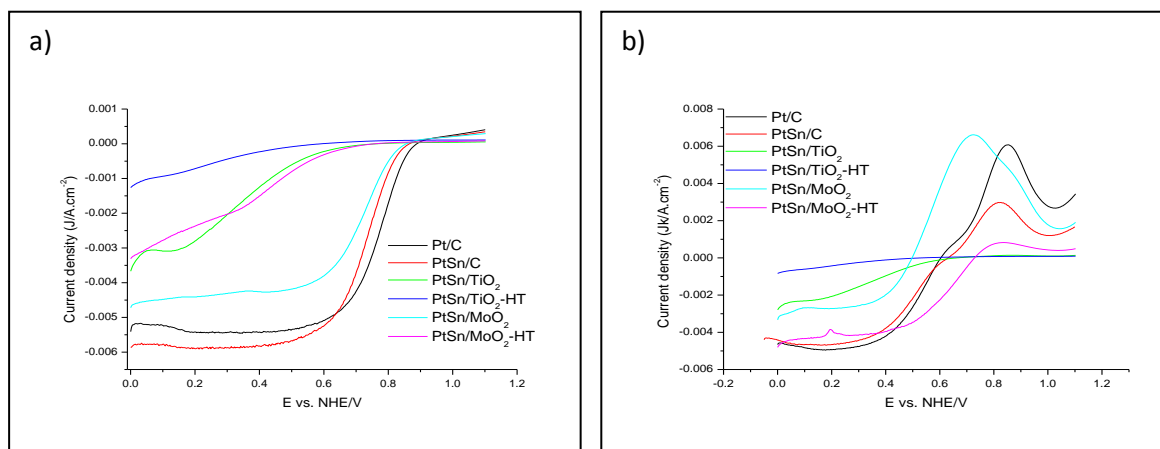 a)
0.001
0.000
-0.001
-0.002
-0.003
-0.004
-0.005
-0.006
Current density (J/A.cm⁻²)
Pt/C
PtSn/C
PtSn/TiO₂
PtSn/TiO₂-HT
PtSn/MoO₂
PtSn/MoO₂-HT
0.0 0.2 0.4 0.6 0.8 1.0 1.2
E vs. NHE/V
b)
0.008
0.006
0.004
0.002
0.000
-0.002
-0.004
-0.006
Current density (Jk/A.cm⁻²)
Pt/C
PtSn/C
PtSn/TiO₂
PtSn/TiO₂-HT
PtSn/MoO₂
PtSn/MoO₂-HT
-0.2 0.0 0.2 0.4 0.6 0.8 1.0 1.2
E vs. NHE/V